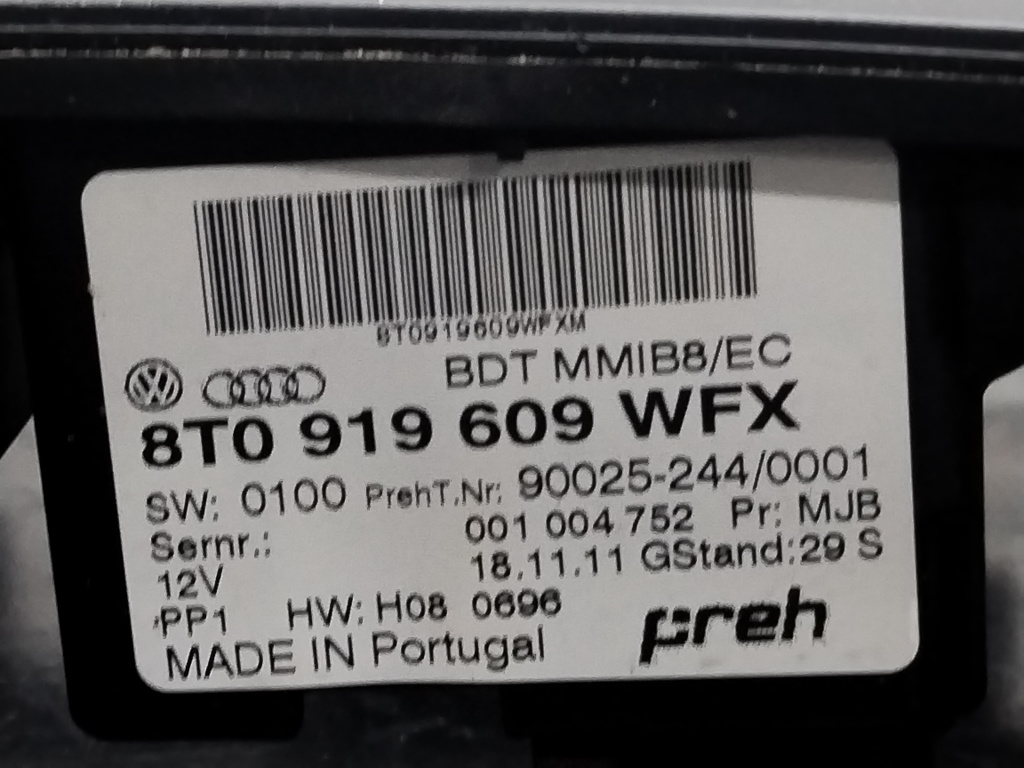 8T0919609WFXM
BDT MMIB8/EC
8T0 919 609 WFX
SW: 0100 PrehT.Nr: 90025-244/0001
Sernr.: 001 004 752 Pr: MJB
12V 18.11.11 GStand:29 S
PP1 HW: H08 0696
MADE IN Portugal preh